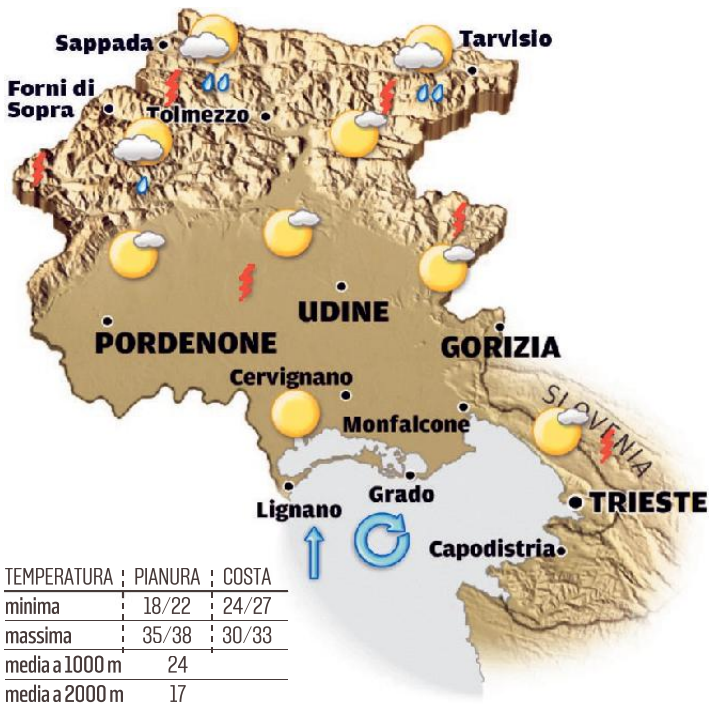 Sappada
Tarvisio
Forni di
Sopra
Tolmezzo
UDINE
PORDENONE
GORIZIA
Cervignano
Monfalcone
SLOVENIA
Lignano
Grado
TRIESTE
Capodistria
TEMPERATURA PIANURA COSTA
minima 18/22 24/27
massima 35/38 30/33
media a 1000 m 24
media a 2000 m 17